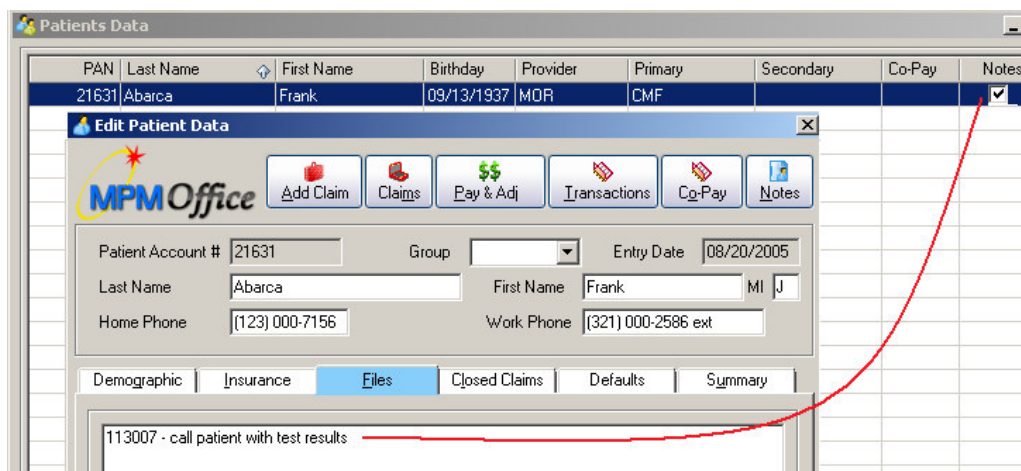 Patients Data
PAN Last Name First Name Birthday Provider Primary Secondary Co-Pay Notes
21631 Abarca Frank 09/13/1937 MOR CMF
Edit Patient Data
MPM Office Add Claim Claims $$ Pay & Adj Transactions Co-Pay Notes
Patient Account # 21631 Group Entry Date 08/20/2005
Last Name Abarca First Name Frank MI J
Home Phone (123) 000-7156 Work Phone (321) 000-2586 ext
Demographic Insurance Files Closed Claims Defaults Summary
113007 - call patient with test results